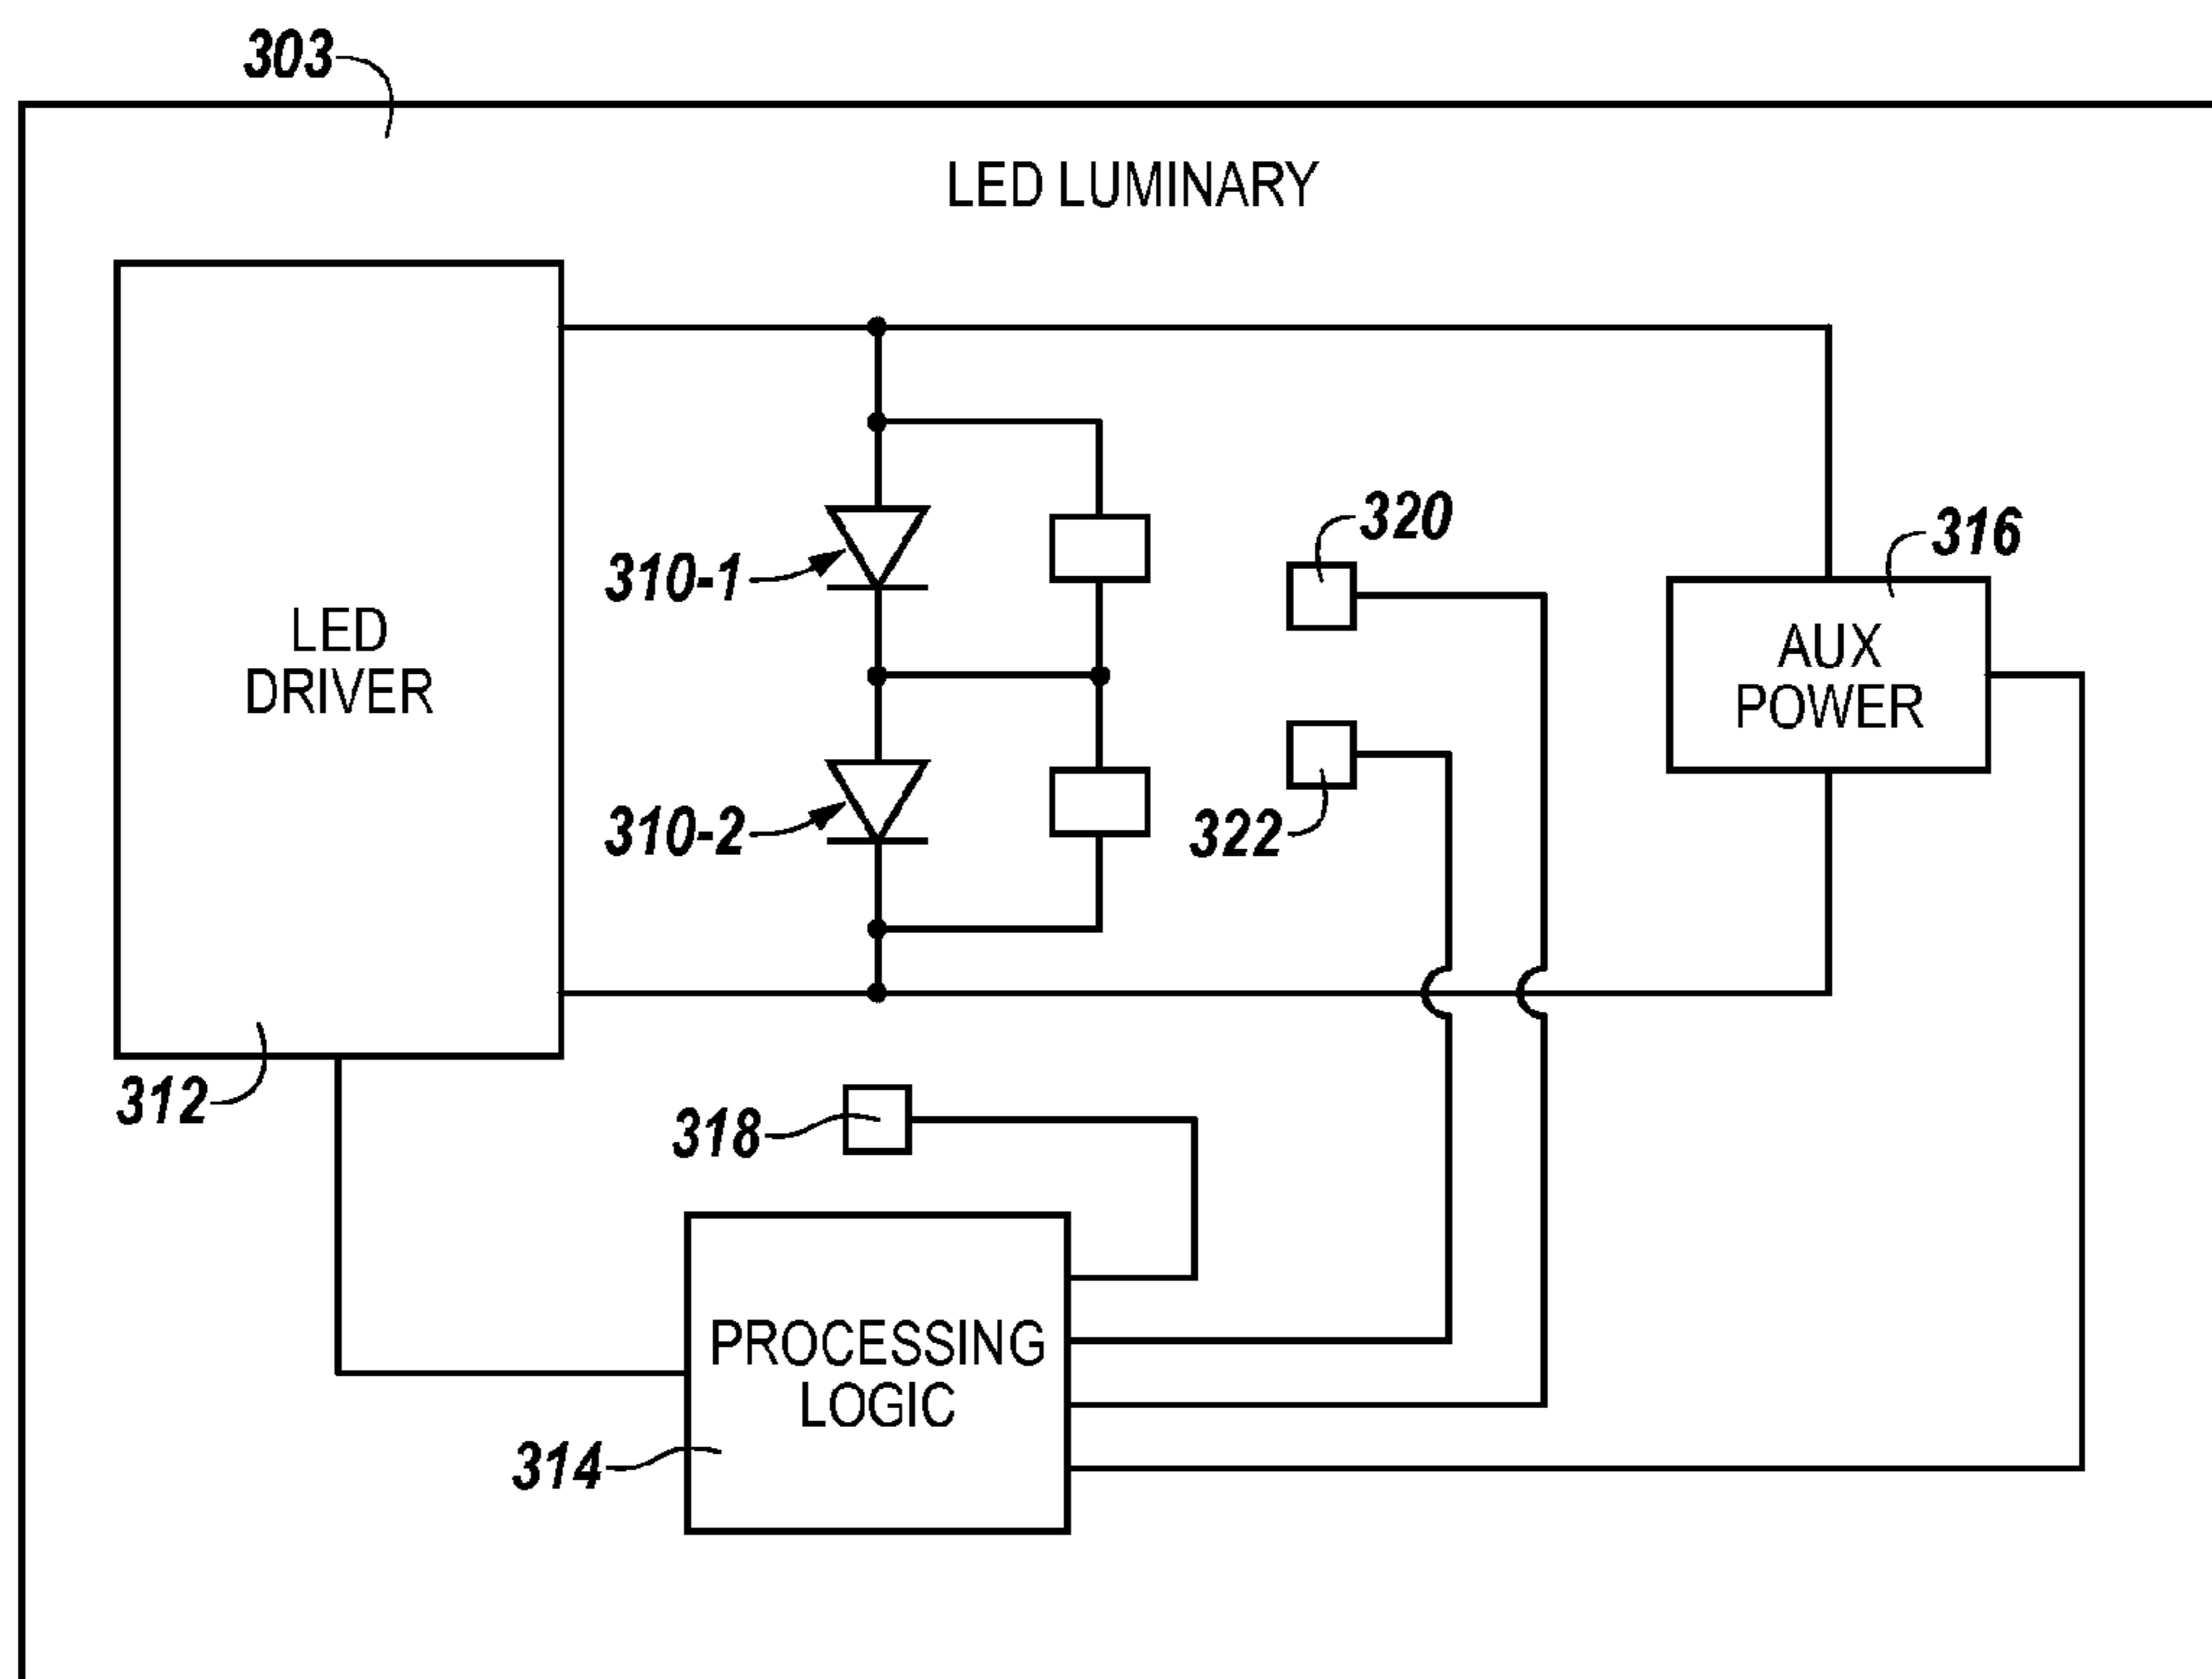 303
LED LUMINARY
320
316
310-1
LED
DRIVER
AUX
POWER
310-2
322
312
318
PROCESSING
LOGIC
314